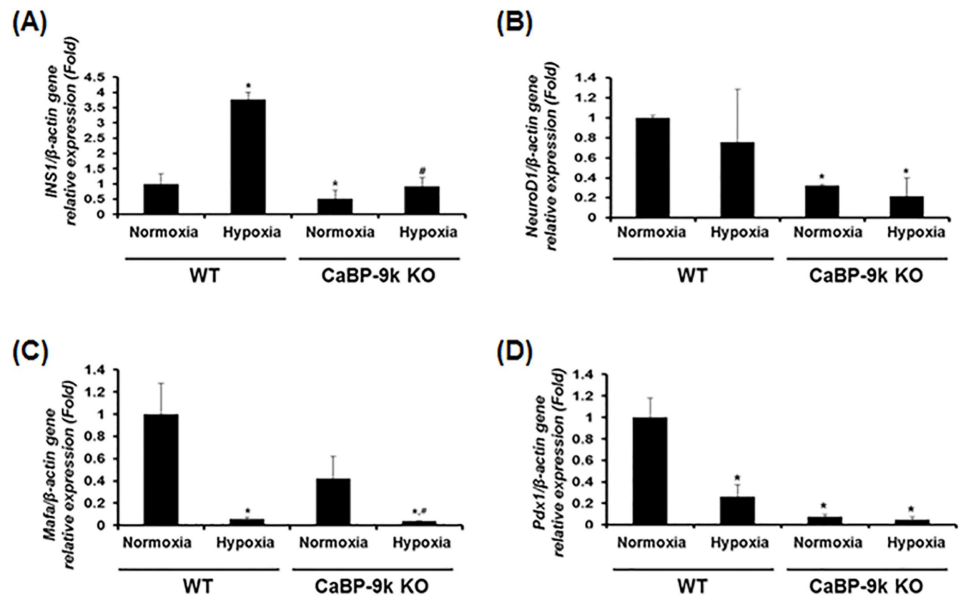 (A)
INS1/β-actin gene
relative expression (Fold)
4.5
4
3.5
3
2.5
2
1.5
1
0.5
0
*
*
#
Normoxia Hypoxia Normoxia Hypoxia
WT CaBP-9k KO
(B)
NeuroD1/β-actin gene
relative expression (Fold)
1.4
1.2
1
0.8
0.6
0.4
0.2
0
*
*
Normoxia Hypoxia Normoxia Hypoxia
WT CaBP-9k KO
(C)
Mafa/β-actin gene
relative expression (Fold)
1.4
1.2
1
0.8
0.6
0.4
0.2
0
*
*,#
Normoxia Hypoxia Normoxia Hypoxia
WT CaBP-9k KO
(D)
Pdx1/β-actin gene
relative expression (Fold)
1.4
1.2
1
0.8
0.6
0.4
0.2
0
*
*
*
Normoxia Hypoxia Normoxia Hypoxia
WT CaBP-9k KO